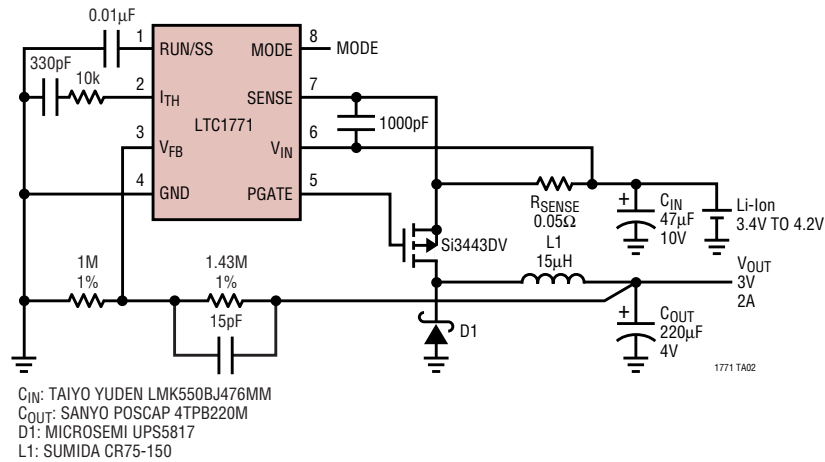 0.01µF
1
RUN/SS
MODE
8
MODE
330pF
10k
2
ITH
SENSE
7
LTC1771
1000pF
3
VFB
VIN
6
4
GND
PGATE
5
RSENSE
0.05Ω
CIN
47µF
10V
Li-Ion
3.4V TO 4.2V
Si3443DV
L1
15µH
1M
1%
1.43M
1%
15pF
VOUT
3V
2A
D1
COUT
220µF
4V
1771 TA02
CIN: TAIYO YUDEN LMK550BJ476MM
COUT: SANYO POSCAP 4TPB220M
D1: MICROSEMI UPS5817
L1: SUMIDA CR75-150